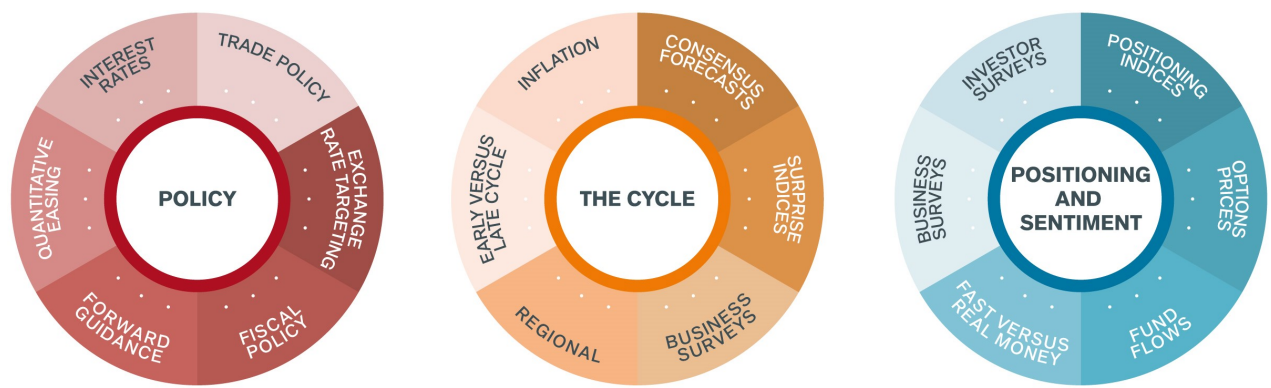 INTEREST
RATES
TRADE POLICY
EXCHANGE
RATE TARGETING
FISCAL
POLICY
FORWARD
GUIDANCE
QUANTITATIVE
EASING
POLICY
INFLATION
CONSENSUS
FORECASTS
SURPRISE
INDICES
BUSINESS
SURVEYS
REGIONAL
EARLY VERSUS
LATE CYCLE
THE CYCLE
INVESTOR
SURVEYS
POSITIONING
INDICES
OPTIONS
PRICES
FUND
FLOWS
FAST VERSUS
REAL MONEY
BUSINESS
SURVEYS
POSITIONING
AND
SENTIMENT